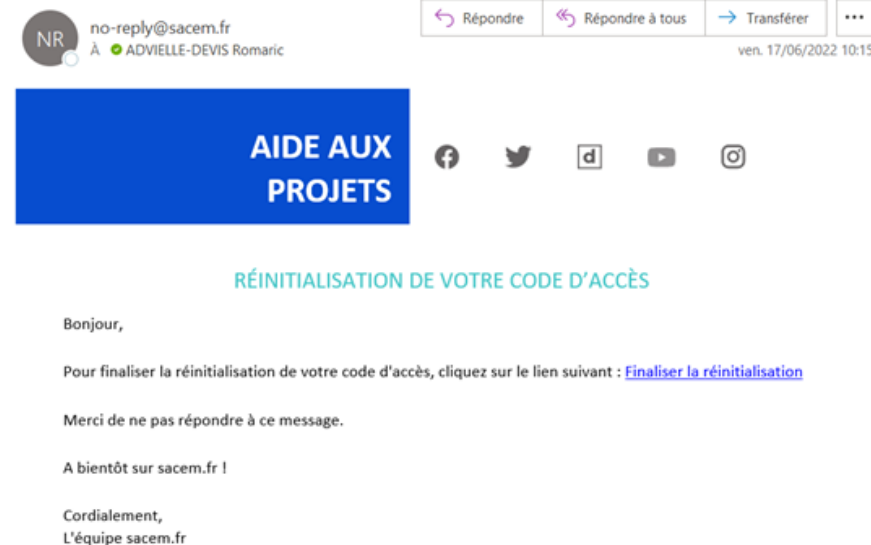 NR
no-reply@sacem.fr
À ADVIELLE-DEVIS Romaric
Répondre
Répondre à tous
Transférer
ven. 17/06/2022 10:15
AIDE AUX
PROJETS
RÉINITIALISATION DE VOTRE CODE D'ACCÈS
Bonjour,
Pour finaliser la réinitialisation de votre code d'accès, cliquez sur le lien suivant : Finaliser la réinitialisation
Merci de ne pas répondre à ce message.
A bientôt sur sacem.fr !
Cordialement,
L'équipe sacem.fr